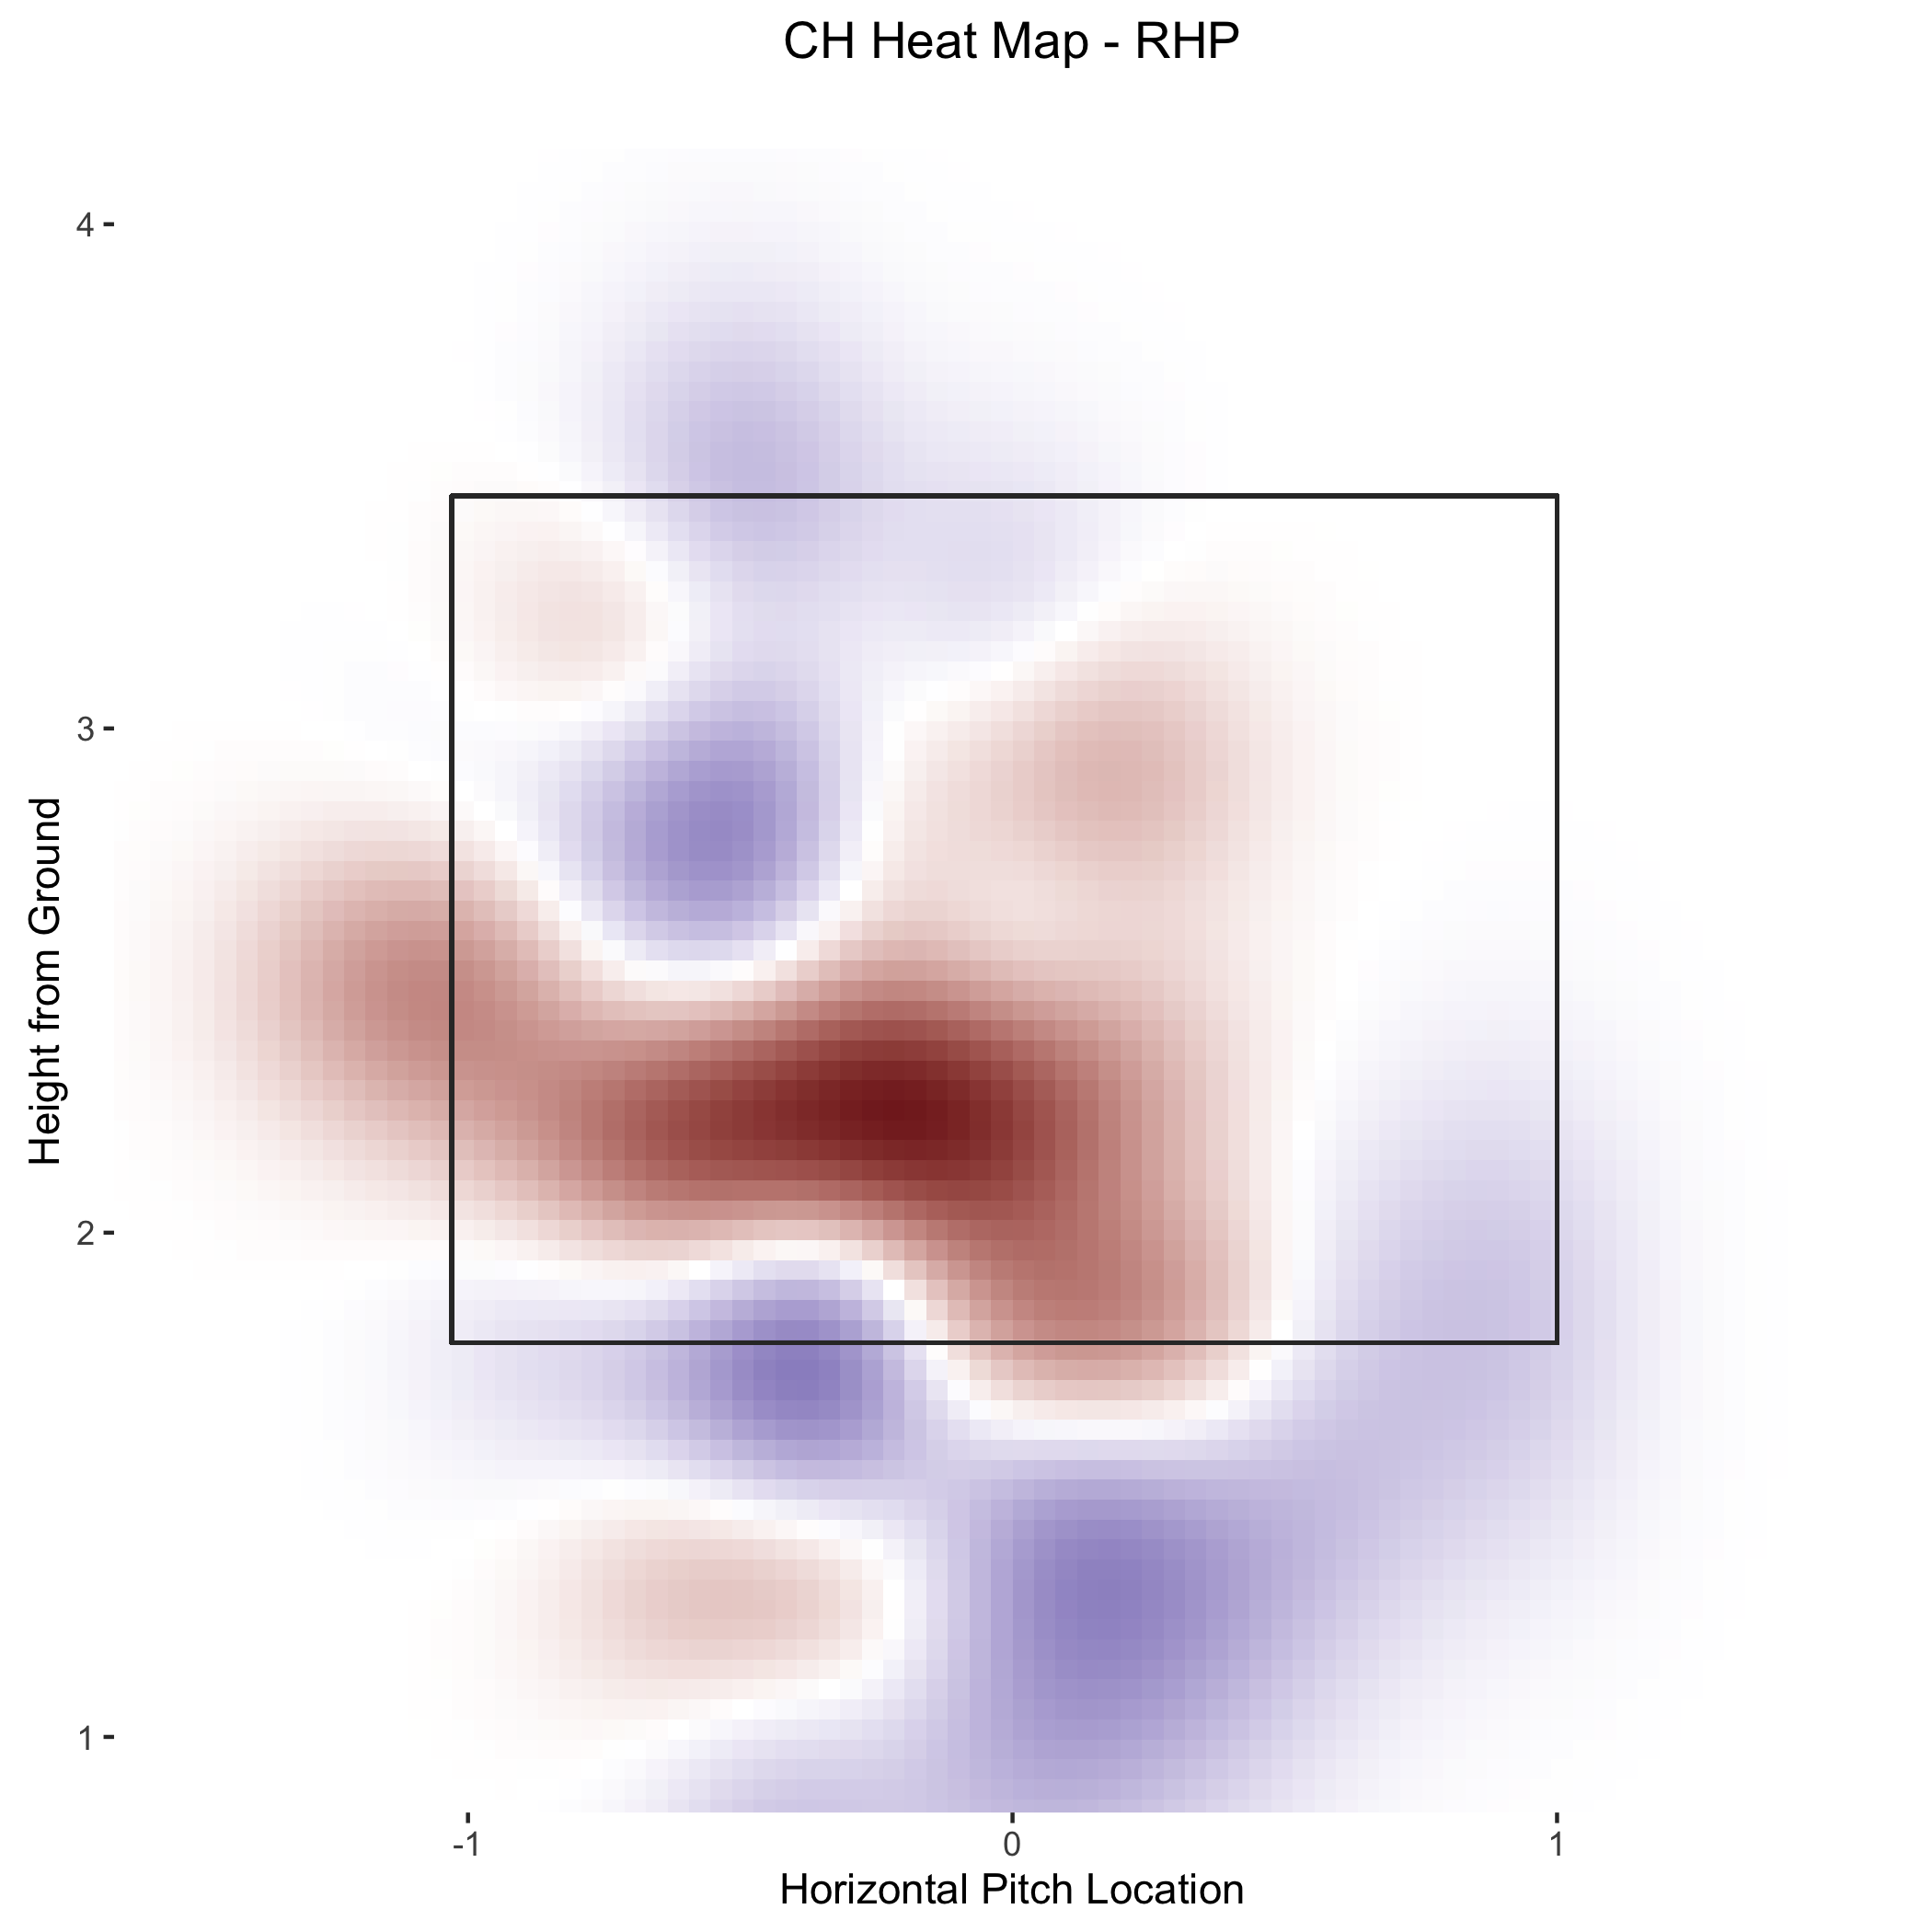 CH Heat Map - RHP
4
3
2
1
Height from Ground
-1 0 1
Horizontal Pitch Location